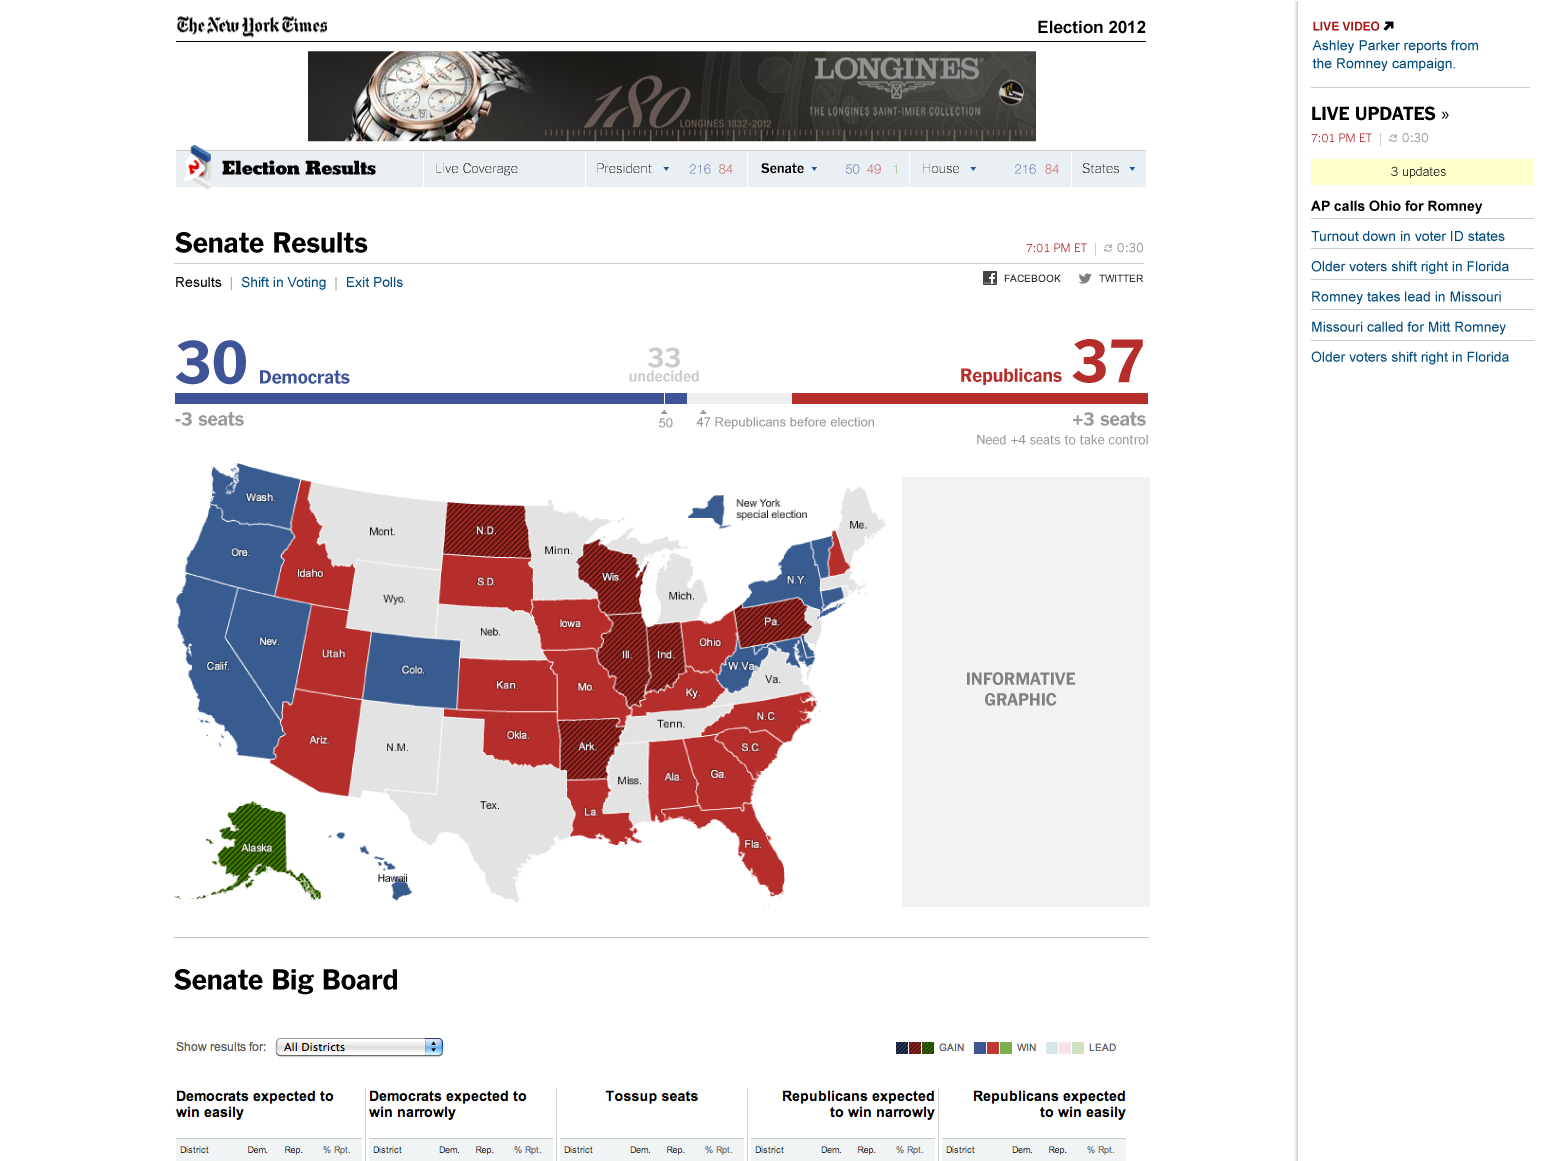 The New York Times
Election 2012
LONGINES
180
LONGINES 1832-2012
THE LONGINES SAINT-IMIER COLLECTION
Election Results
Live Coverage
President 216 84
Senate 50 49 1
House 216 84
States
Senate Results
7:01 PM ET | 0:30
Results | Shift in Voting | Exit Polls
FACEBOOK TWITTER
30 Democrats
33
undecided
Republicans 37
-3 seats
50
47 Republicans before election
+3 seats
Need +4 seats to take control
Wash.
Mont.
N.D.
Minn.
New York
special election
Me.
Ore.
Idaho
S.D.
Wis.
N.Y.
Wyo.
Mich.
Neb.
Iowa
Pa.
Nev.
Utah
Colo.
Ill.
Ind.
Ohio
Calif.
Kan.
Mo.
W.Va.
Va.
Ky.
Ariz.
N.M.
Okla.
Ark.
Tenn.
N.C.
S.C.
Tex.
Miss.
Ala.
Ga.
La.
Fla.
Alaska
Hawaii
INFORMATIVE
GRAPHIC
Senate Big Board
Show results for: All Districts
GAIN WIN LEAD
Democrats expected to
win easily
District Dem. Rep. % Rpt.
Democrats expected to
win narrowly
District Dem. Rep. % Rpt.
Tossup seats
District Dem. Rep. % Rpt.
Republicans expected
to win narrowly
District Dem. Rep. % Rpt.
Republicans expected
to win easily
District Dem. Rep. % Rpt.
LIVE VIDEO
Ashley Parker reports from
the Romney campaign.
LIVE UPDATES »
7:01 PM ET | 0:30
3 updates
AP calls Ohio for Romney
Turnout down in voter ID states
Older voters shift right in Florida
Romney takes lead in Missouri
Missouri called for Mitt Romney
Older voters shift right in Florida